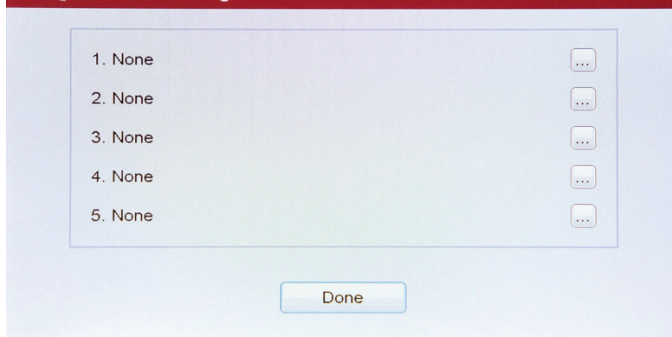 1. None ...
2. None ...
3. None ...
4. None ...
5. None ...
Done